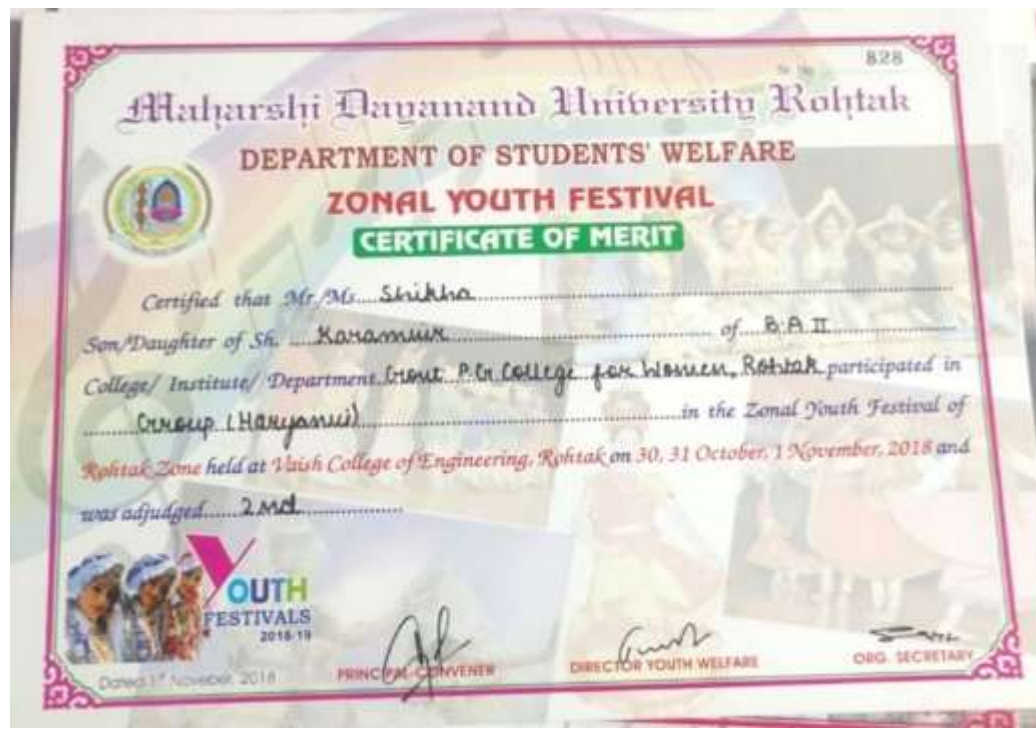 828
Maharshi Dayanand University Rohtak
DEPARTMENT OF STUDENTS' WELFARE
ZONAL YOUTH FESTIVAL
CERTIFICATE OF MERIT
Certified that Mr./Ms. Shikha
Son/Daughter of Sh. of B.A II
College/ Institute/ Department Govt P.G College for Women, Rohtak participated in
Group (Haryanvi) in the Zonal Youth Festival of
Rohtak Zone held at Vaish College of Engineering, Rohtak on 30, 31 October, 1 November, 2018 and
was adjudged 2nd
YOUTH
FESTIVALS
2018-19
Dated 1st Noveber, 2018
PRINCIPAL-CONVENER
DIRECTOR YOUTH WELFARE
ORG. SECRETARY